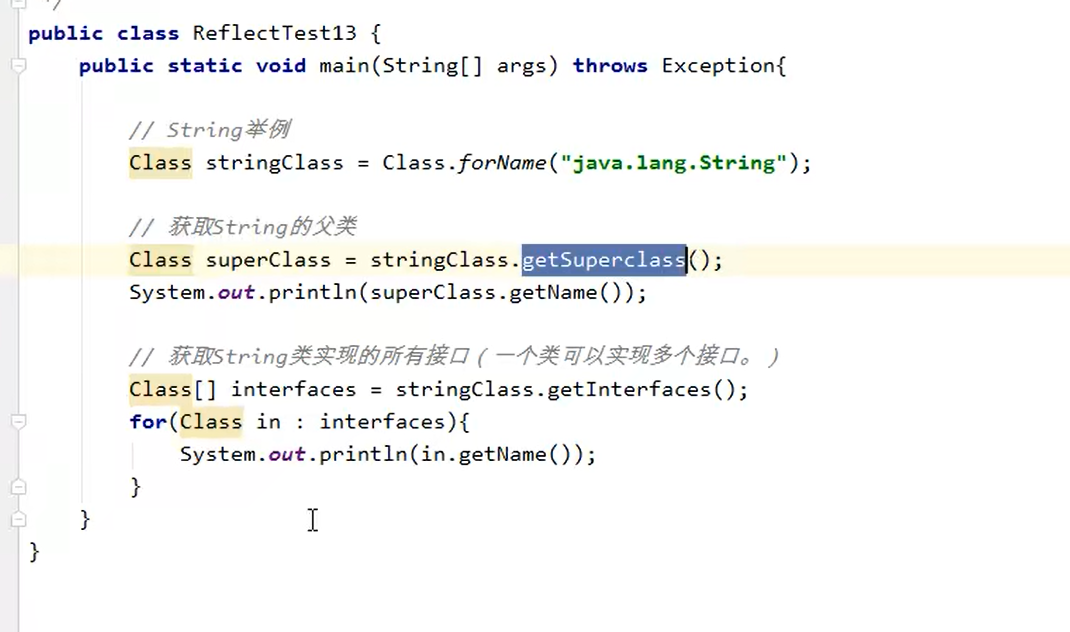 */
public class ReflectTest13 {
public static void main(String[] args) throws Exception{
// String举例
Class stringClass = Class.forName("java.lang.String");
// 获取String的父类
Class superClass = stringClass.getSuperclass();
System.out.println(superClass.getName());
// 获取String类实现的所有接口（一个类可以实现多个接口。）
Class[] interfaces = stringClass.getInterfaces();
for(Class in : interfaces){
System.out.println(in.getName());
}
}
}